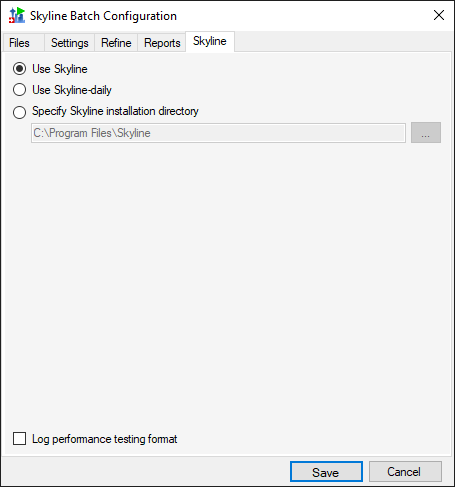 Skyline Batch Configuration
Files Settings Refine Reports Skyline
Use Skyline
Use Skyline-daily
Specify Skyline installation directory
C:\Program Files\Skyline ...
Log performance testing format
Save Cancel